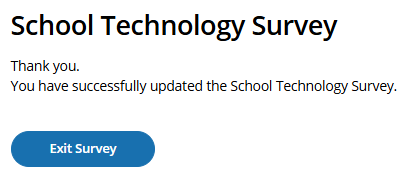 School Technology Survey
Thank you.
You have successfully updated the School Technology Survey.
Exit Survey